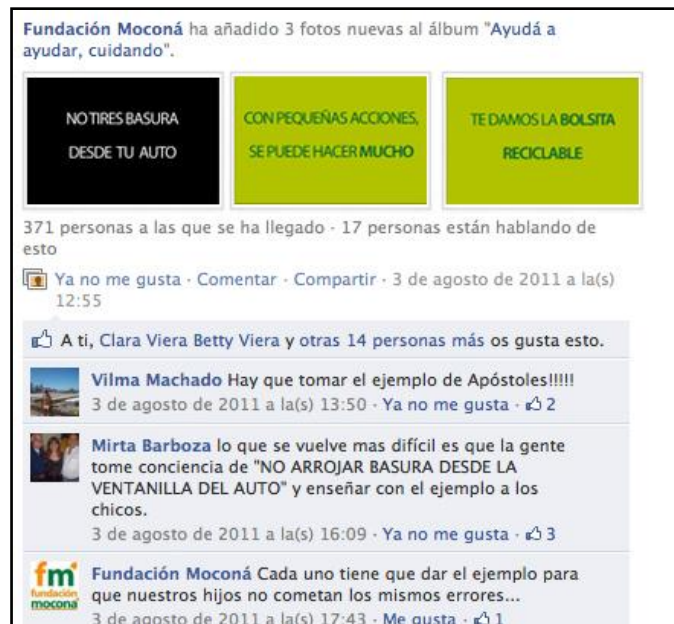 Fundación Moconá ha añadido 3 fotos nuevas al álbum "Ayudá a
ayudar, cuidando".
NO TIRES BASURA
DESDE TU AUTO
CON PEQUEÑAS ACCIONES,
SE PUEDE HACER MUCHO
TE DAMOS LA BOLSITA
RECICLABLE
371 personas a las que se ha llegado · 17 personas están hablando de
esto
Ya no me gusta · Comentar · Compartir · 3 de agosto de 2011 a la(s)
12:55
A ti, Clara Viera Betty Viera y otras 14 personas más os gusta esto.
Vilma Machado Hay que tomar el ejemplo de Apóstoles!!!!!
3 de agosto de 2011 a la(s) 13:50 · Ya no me gusta · 2
Mirta Barboza lo que se vuelve mas difícil es que la gente
tome conciencia de "NO ARROJAR BASURA DESDE LA
VENTANILLA DEL AUTO" y enseñar con el ejemplo a los
chicos.
3 de agosto de 2011 a la(s) 16:09 · Ya no me gusta · 3
fm
fundación
moconá
Fundación Moconá Cada uno tiene que dar el ejemplo para
que nuestros hijos no cometan los mismos errores...
3 de agosto de 2011 a la(s) 17:43 · Me gusta · 1